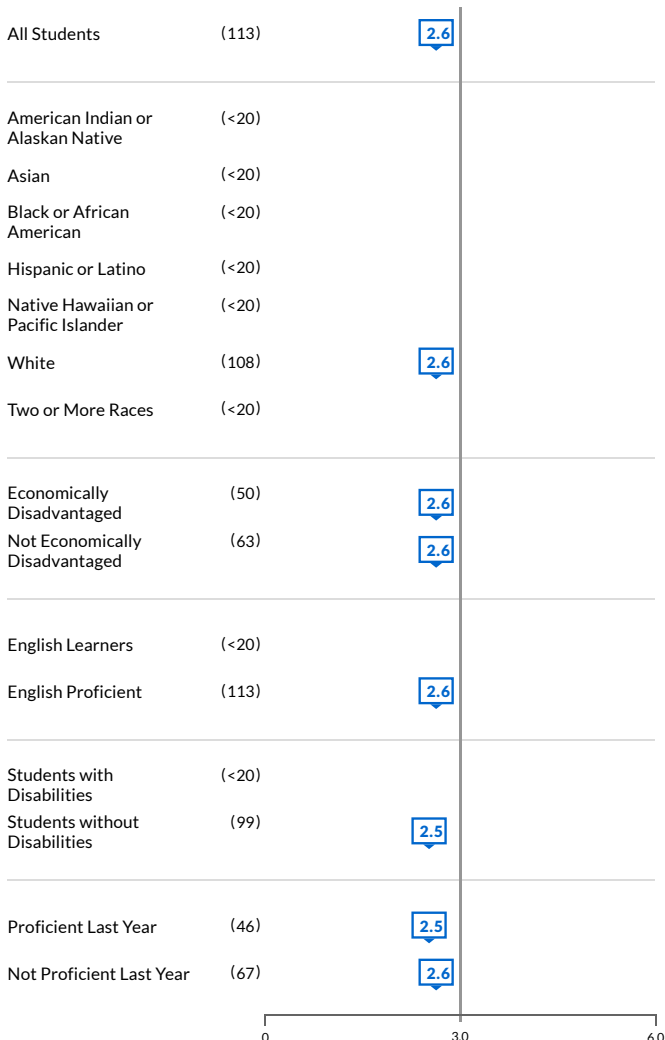 All Students (113) 2.6
American Indian or (<20)
Alaskan Native
Asian (<20)
Black or African (<20)
American
Hispanic or Latino (<20)
Native Hawaiian or (<20)
Pacific Islander
White (108) 2.6
Two or More Races (<20)
Economically (50) 2.6
Disadvantaged
Not Economically (63) 2.6
Disadvantaged
English Learners (<20)
English Proficient (113) 2.6
Students with (<20)
Disabilities
Students without (99) 2.5
Disabilities
Proficient Last Year (46) 2.5
Not Proficient Last Year (67) 2.6
0 3.0 6.0